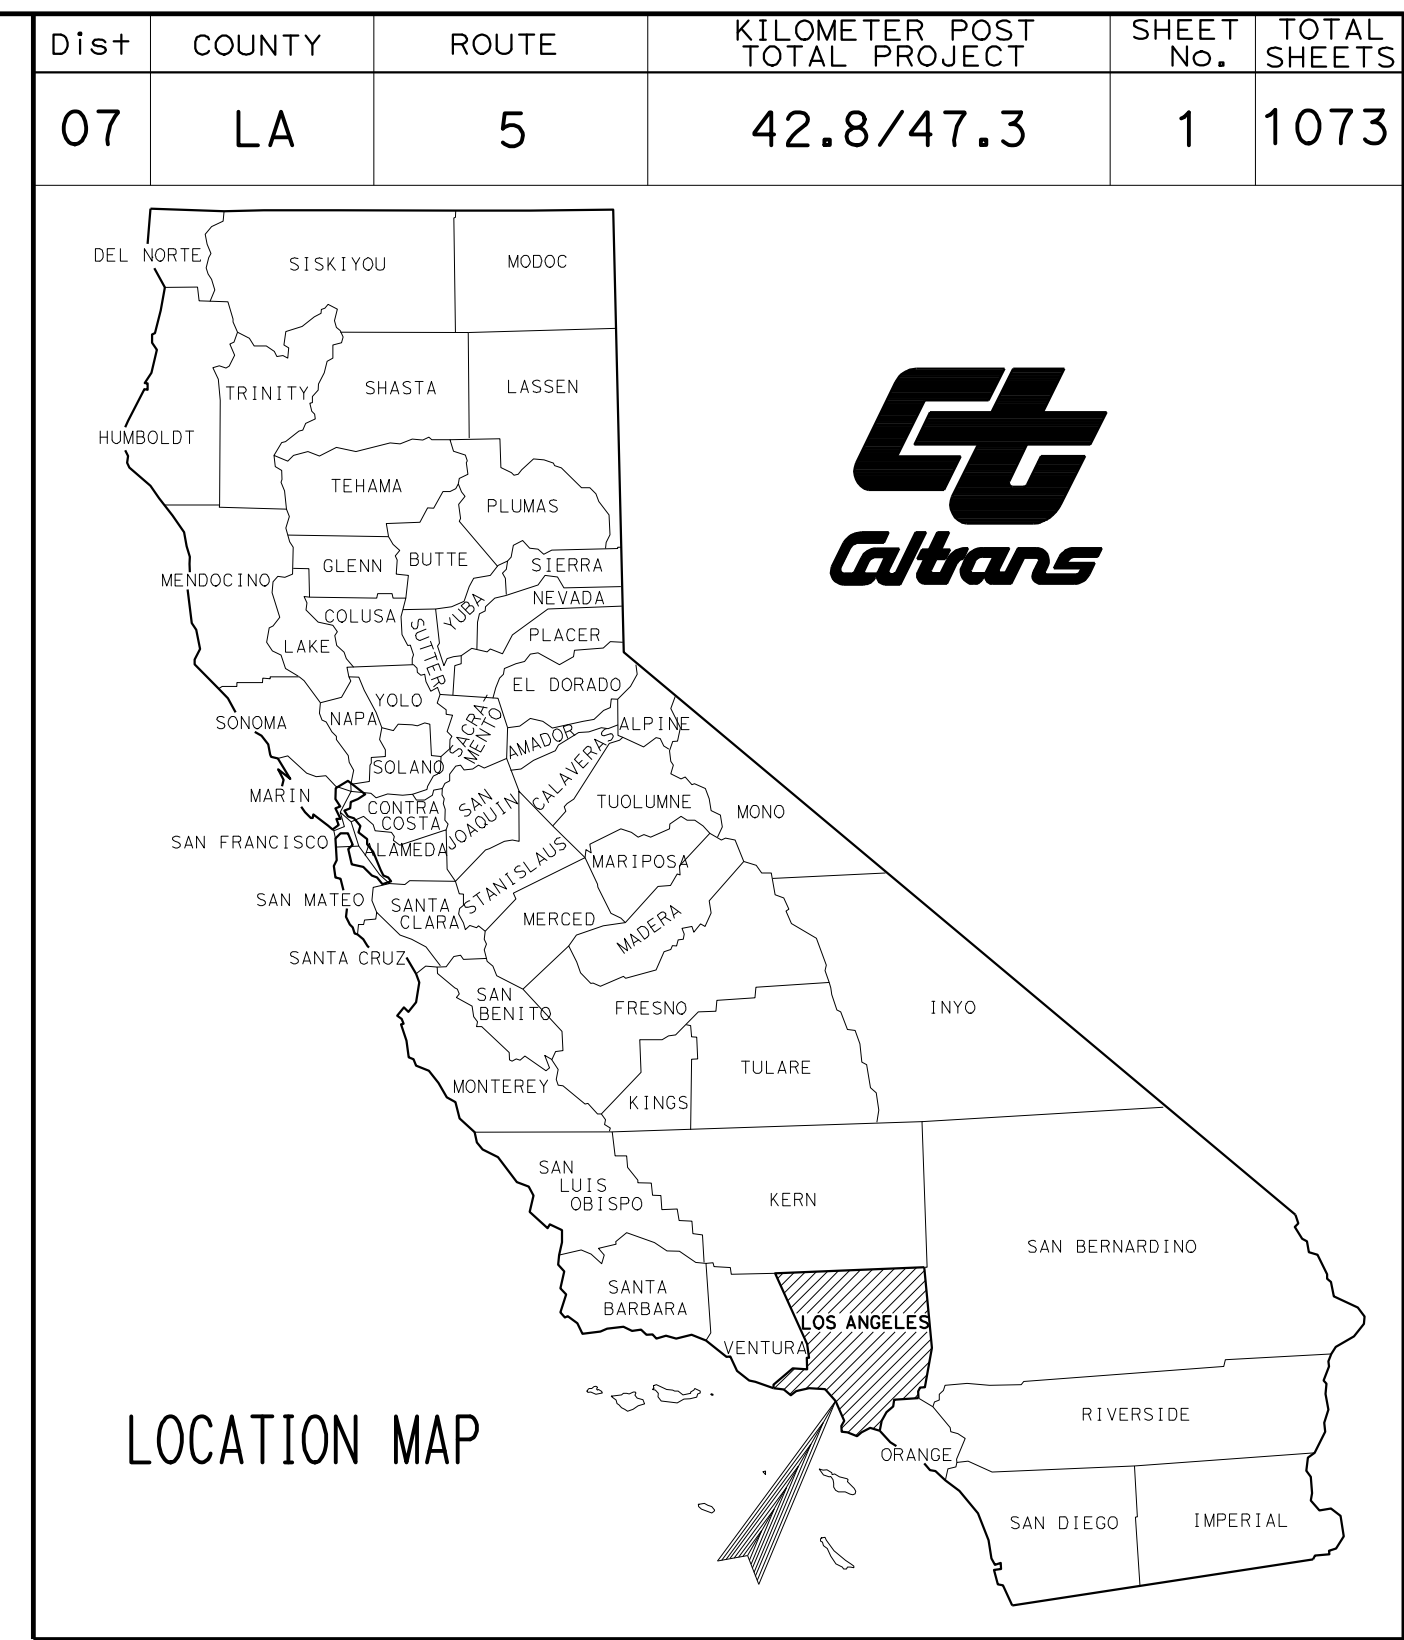 Dist COUNTY ROUTE KILOMETER POST TOTAL PROJECT SHEET No. TOTAL SHEETS
07 LA 5 42.8/47.3 1 1073
DEL NORTE
SISKIYOU
MODOC
TRINITY
SHASTA
LASSEN
HUMBOLDT
TEHAMA
PLUMAS
Caltrans
GLENN
BUTTE
SIERRA
MENDOCINO
NEVADA
YUBA
COLUSA
SUTTER
PLACER
LAKE
EL DORADO
YOLO
NAPA
SONOMA
SACRA-
MENTO
ALPINE
AMADOR
SOLANO
CALAVERAS
MARIN
CONTRA
COSTA
SAN
JOAQUIN
TUOLUMNE
MONO
SAN FRANCISCO
ALAMEDA
STANISLAUS
MARIPOSA
SAN MATEO
SANTA
CLARA
MERCED
MADERA
SANTA CRUZ
SAN
BENITO
FRESNO
INYO
TULARE
MONTEREY
KINGS
SAN
LUIS
OBISPO
KERN
SAN BERNARDINO
SANTA
BARBARA
LOS ANGELES
VENTURA
RIVERSIDE
LOCATION MAP
ORANGE
SAN DIEGO
IMPERIAL